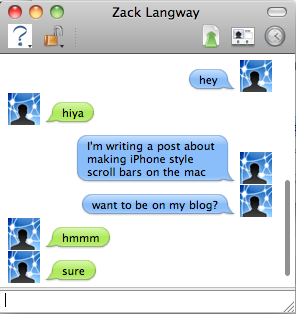 Zack Langway
hey
hiya
I'm writing a post about
making iPhone style
scroll bars on the mac
want to be on my blog?
hmmm
sure